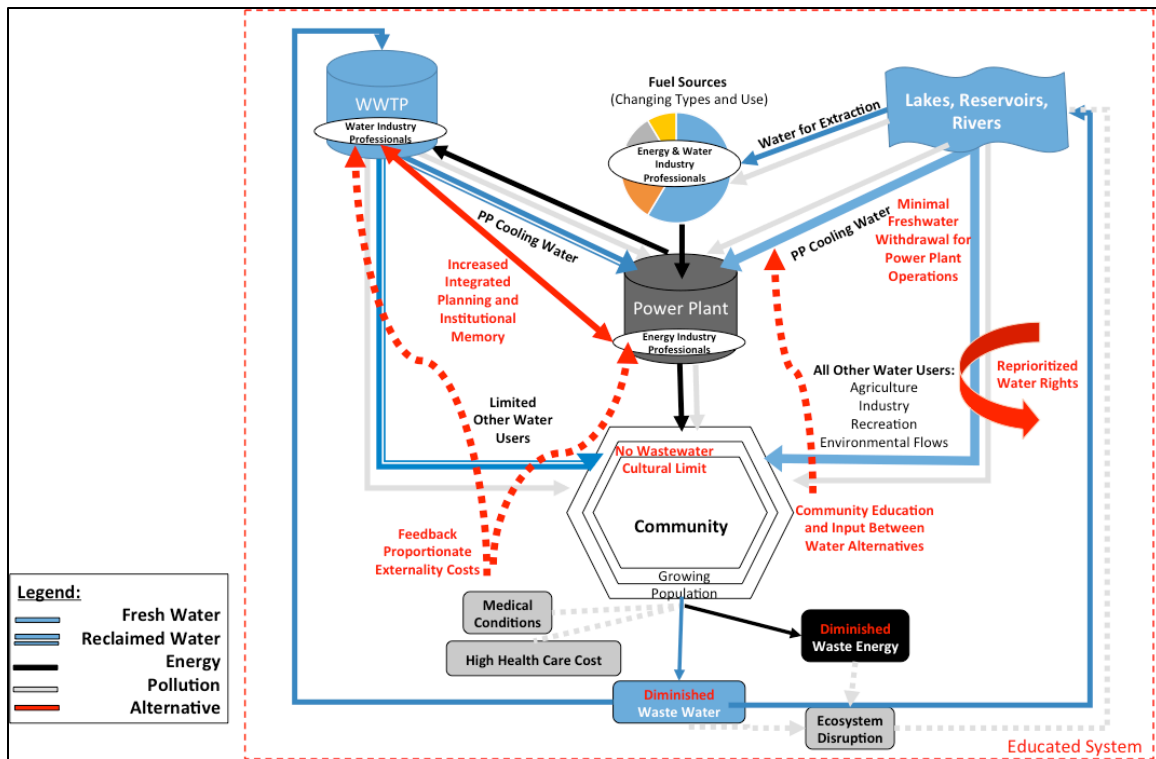 WWTP
Water Industry
Professionals
Fuel Sources
(Changing Types and Use)
Energy & Water
Industry
Professionals
Water for Extraction
Lakes, Reservoirs,
Rivers
PP Cooling Water
Increased
Integrated
Planning and
Institutional
Memory
Power Plant
Energy Industry
Professionals
PP Cooling Water
Minimal
Freshwater
Withdrawal for
Power Plant
Operations
All Other Water Users:
Agriculture
Industry
Recreation
Environmental Flows
Reprioritized
Water Rights
Limited
Other Water
Users
No Wastewater
Cultural Limit
Community
Growing
Population
Feedback
Proportionate
Externality Costs
Community Education
and Input Between
Water Alternatives
Medical
Conditions
High Health Care Cost
Diminished
Waste Energy
Diminished
Waste Water
Ecosystem
Disruption
Educated System
Legend:
Fresh Water
Reclaimed Water
Energy
Pollution
Alternative